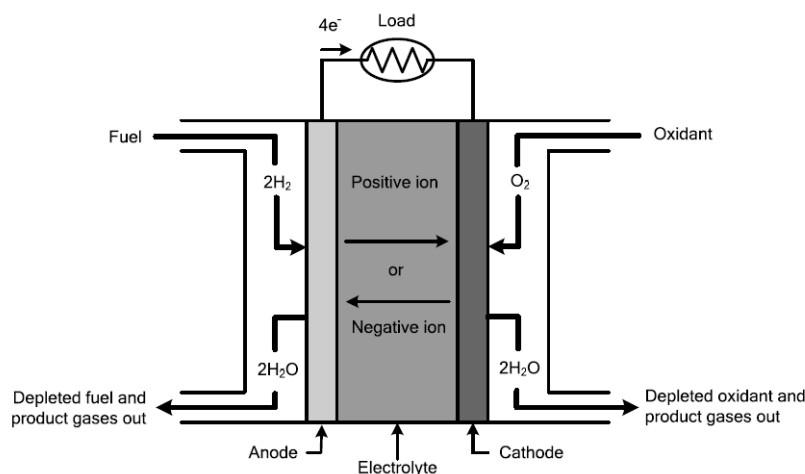 4e⁻
Load
Fuel
Oxidant
2H₂
Positive ion
O₂
or
Negative ion
2H₂O
2H₂O
Depleted fuel and
product gases out
Depleted oxidant and
product gases out
Anode
Cathode
Electrolyte